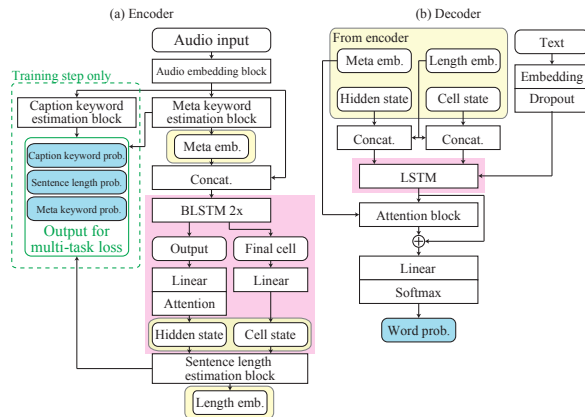 (a) Encoder
Audio input
Audio embedding block
Training step only
Caption keyword
estimation block
Meta keyword
estimation block
Caption keyword prob.
Sentence length prob.
Meta keyword prob.
Output for
multi-task loss
Meta emb.
Concat.
BLSTM 2x
Output
Final cell
Linear
Linear
Attention
Hidden state
Cell state
Sentence length
estimation block
Length emb.
(b) Decoder
From encoder
Meta emb.
Length emb.
Hidden state
Cell state
Text
Embedding
Dropout
Concat.
Concat.
LSTM
Attention block
Linear
Softmax
Word prob.